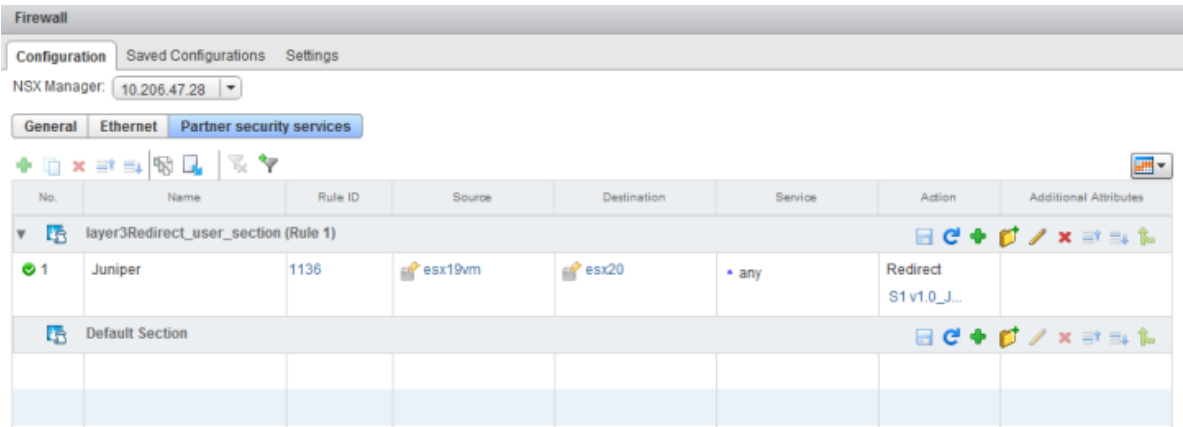 Firewall
Configuration Saved Configurations Settings
NSX Manager: 10.206.47.28
General Ethernet Partner security services
No. Name Rule ID Source Destination Service Action Additional Attributes
layer3Redirect_user_section (Rule 1)
1 Juniper 1136 esx19vm esx20 any Redirect
S1 v1.0_J...
Default Section